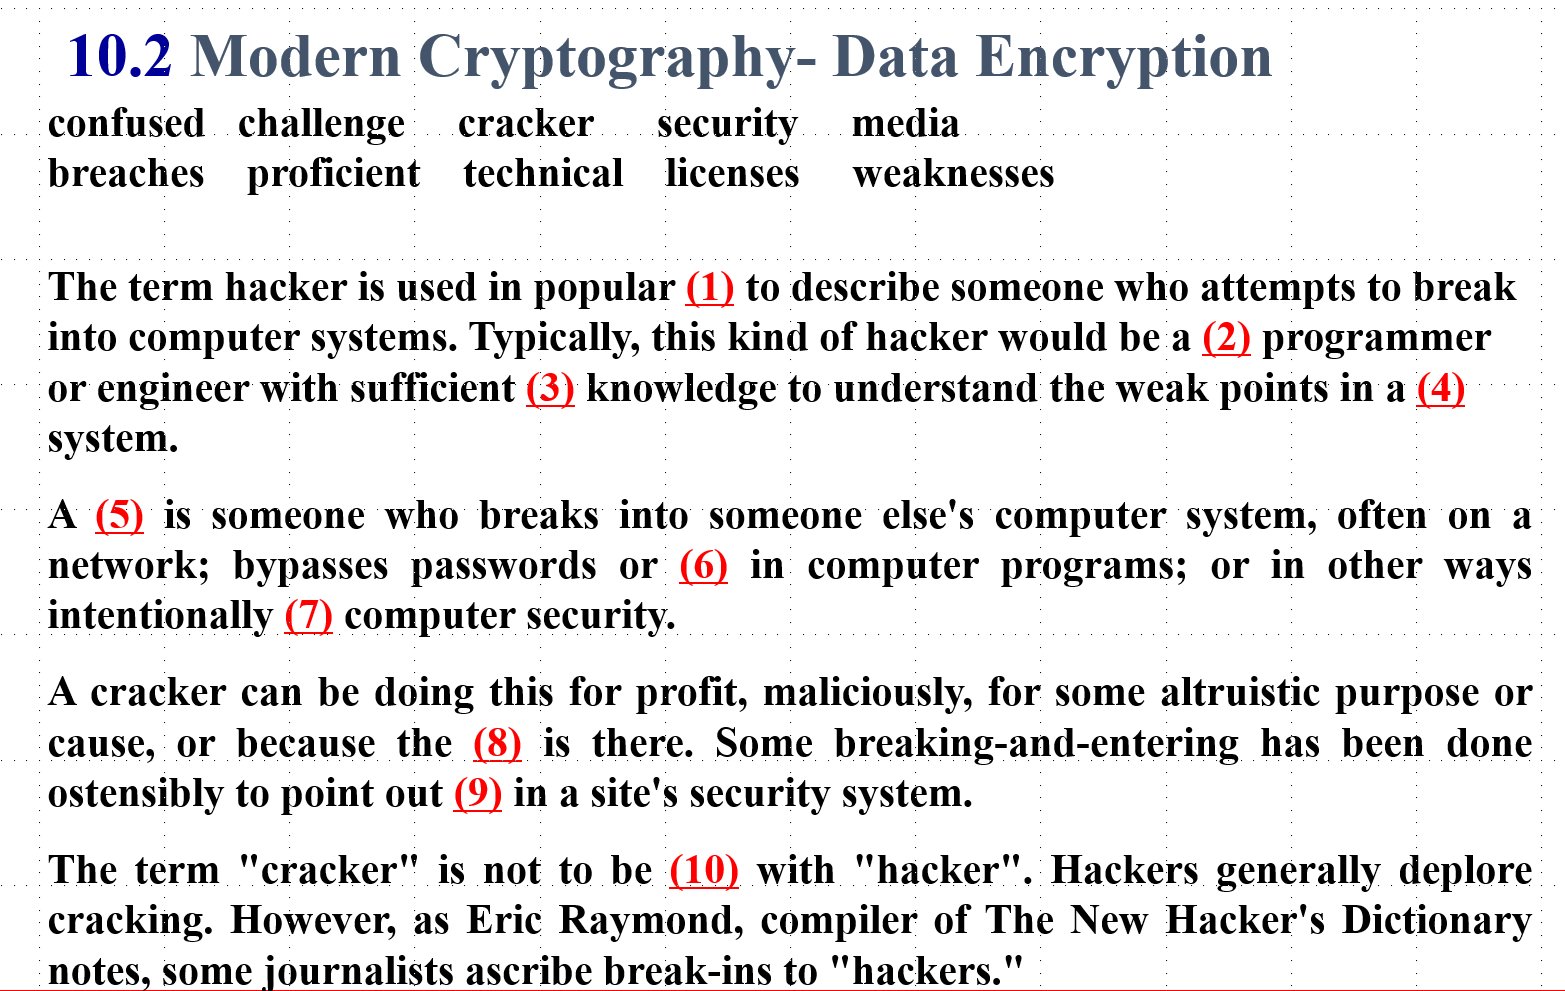 10.2 Modern Cryptography- Data Encryption
confused challenge cracker security media
breaches proficient technical licenses weaknesses
The term hacker is used in popular (1) to describe someone who attempts to break
into computer systems. Typically, this kind of hacker would be a (2) programmer
or engineer with sufficient (3) knowledge to understand the weak points in a (4)
system.
A (5) is someone who breaks into someone else's computer system, often on a
network; bypasses passwords or (6) in computer programs; or in other ways
intentionally (7) computer security.
A cracker can be doing this for profit, maliciously, for some altruistic purpose or
cause, or because the (8) is there. Some breaking-and-entering has been done
ostensibly to point out (9) in a site's security system.
The term "cracker" is not to be (10) with "hacker". Hackers generally deplore
cracking. However, as Eric Raymond, compiler of The New Hacker's Dictionary
notes, some journalists ascribe break-ins to "hackers."